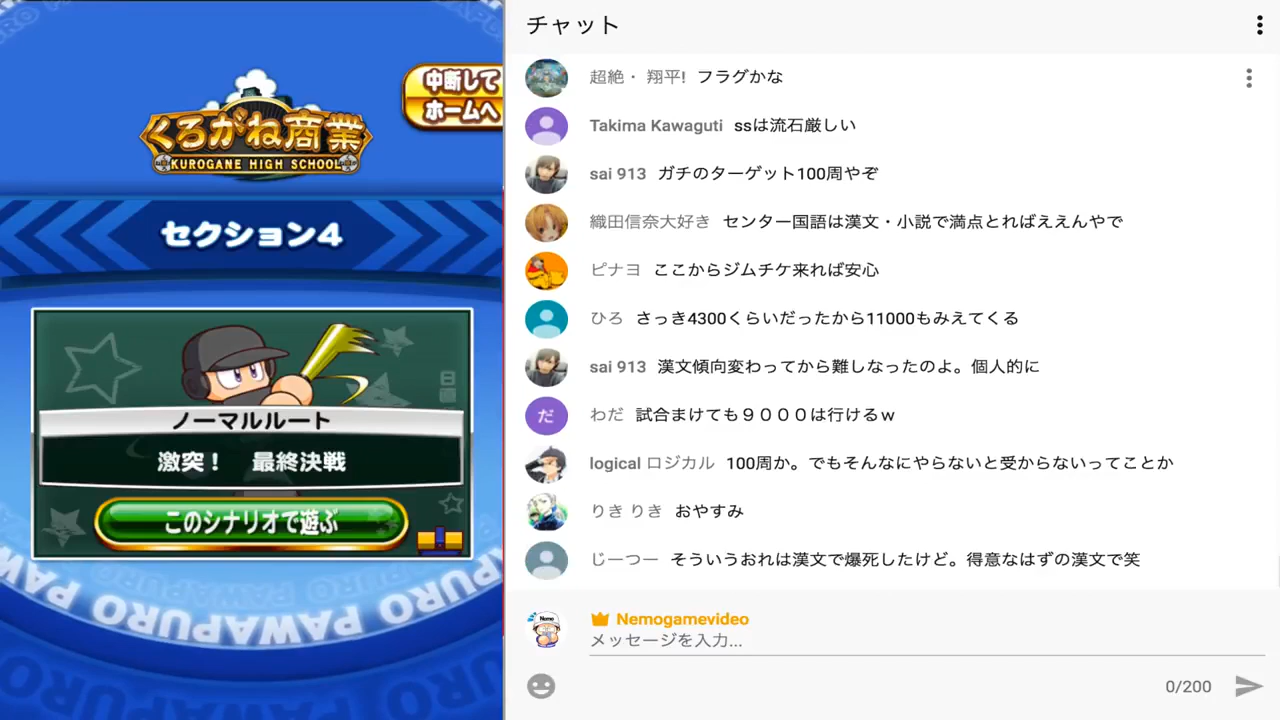 中断して
ホームへ
くろがね商業
KUROGANE HIGH SCHOOL
セクション4
ノーマルルート
激突！ 最終決戦
このシナリオで遊ぶ
PURO PAWAPURO PAWAPURO
チャット
超絶・ 翔平! フラグかな
Takima Kawaguti ssは流石厳しい
sai 913 ガチのターゲット100周やぞ
織田信奈大好き センター国語は漢文・小説で満点とればええんやで
ピナヨ ここからジムチケ来れば安心
ひろ さっき4300くらいだったから11000もみえてくる
sai 913 漢文傾向変わってから難しなったのよ。個人的に
だ わだ 試合まけても９０００は行けるｗ
logical ロジカル 100周か。でもそんなにやらないと受からないってことか
りき りき おやすみ
じーつー そういうおれは漢文で爆死したけど。得意なはずの漢文で笑
Nemo Nemogamevideo
メッセージを入力...
0/200